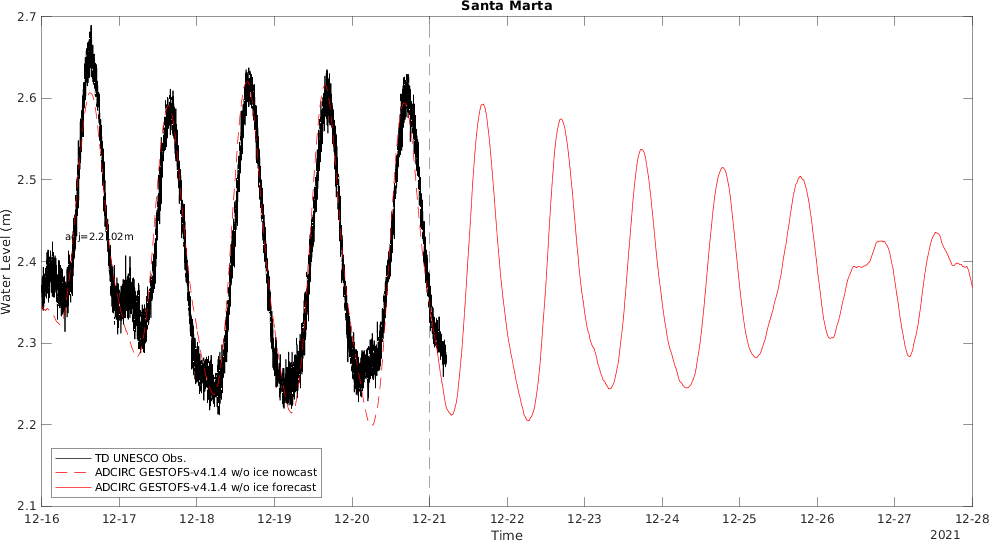 Santa Marta
2.7
2.6
2.5
2.4
2.3
2.2
2.1
Water Level (m)
adj=2.2102m
TD UNESCO Obs.
ADCIRC GESTOFS-v4.1.4 w/o ice nowcast
ADCIRC GESTOFS-v4.1.4 w/o ice forecast
12-16 12-17 12-18 12-19 12-20 12-21 12-22 12-23 12-24 12-25 12-26 12-27 12-28
Time
2021